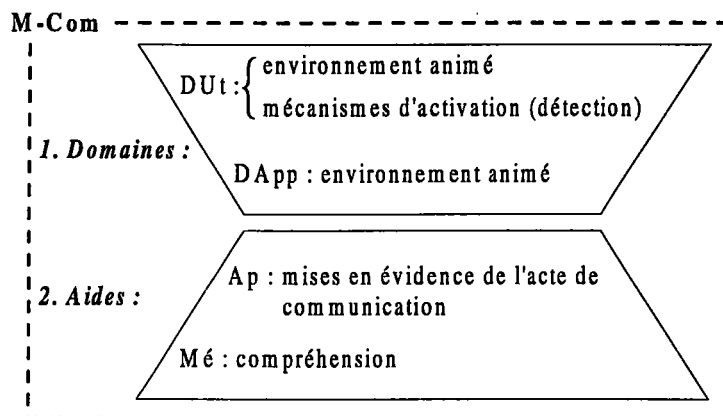 M-Com
DUt : { environnement animé
mécanismes d'activation (détection)
1. Domaines :
DApp : environnement animé
Ap : mises en évidence de l'acte de
2. Aides :
communication
Mé : compréhension